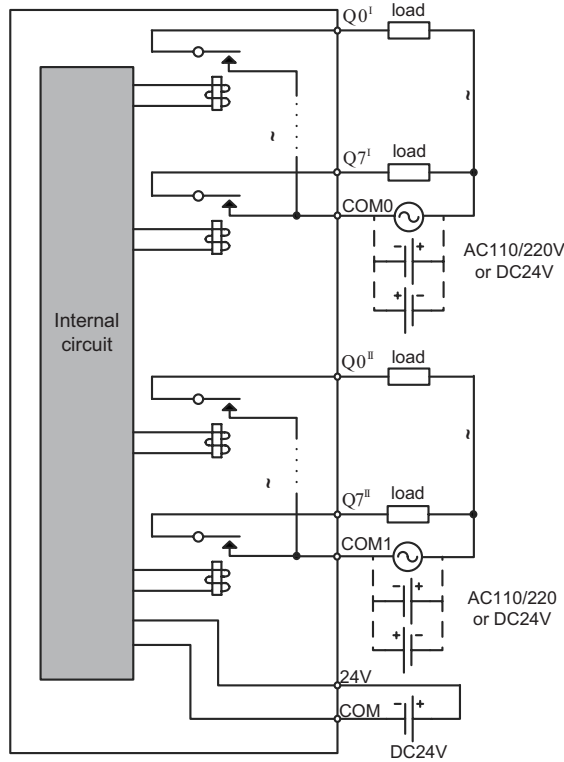 Q0ᴵ
load
Q7ᴵ
load
COM0
AC110/220V
or DC24V
Internal
circuit
Q0ᴵᴵ
load
Q7ᴵᴵ
load
COM1
AC110/220
or DC24V
24V
COM
DC24V